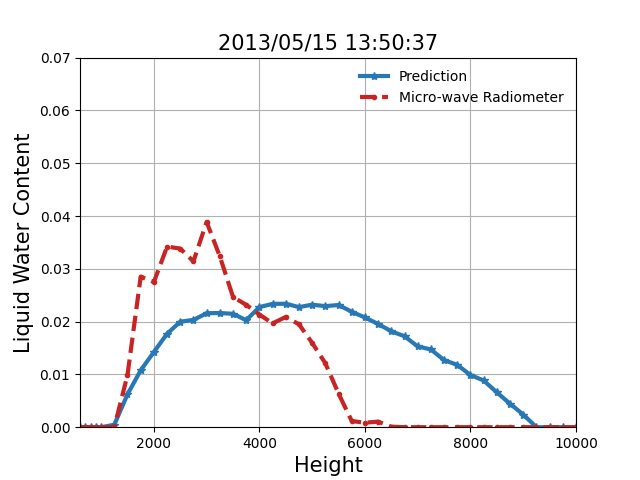 2013/05/15 13:50:37
Prediction
Micro-wave Radiometer
Liquid Water Content
0.07
0.06
0.05
0.04
0.03
0.02
0.01
0.00
2000 4000 6000 8000 10000
Height